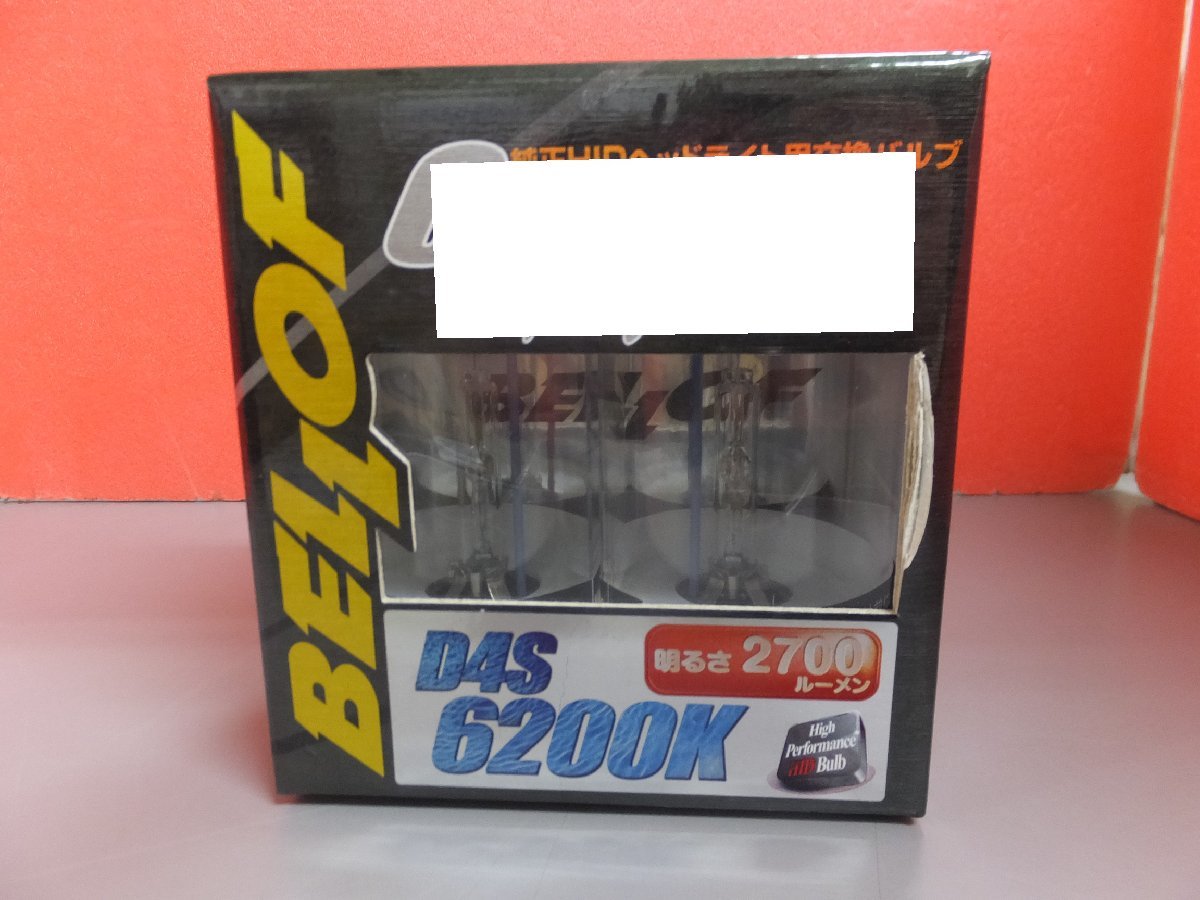 BELLOF
純正HIDヘッドライト用交換バルブ
BELLOF
D4S
6200K
明るさ 2700
ルーメン
High
Performance
HID Bulb